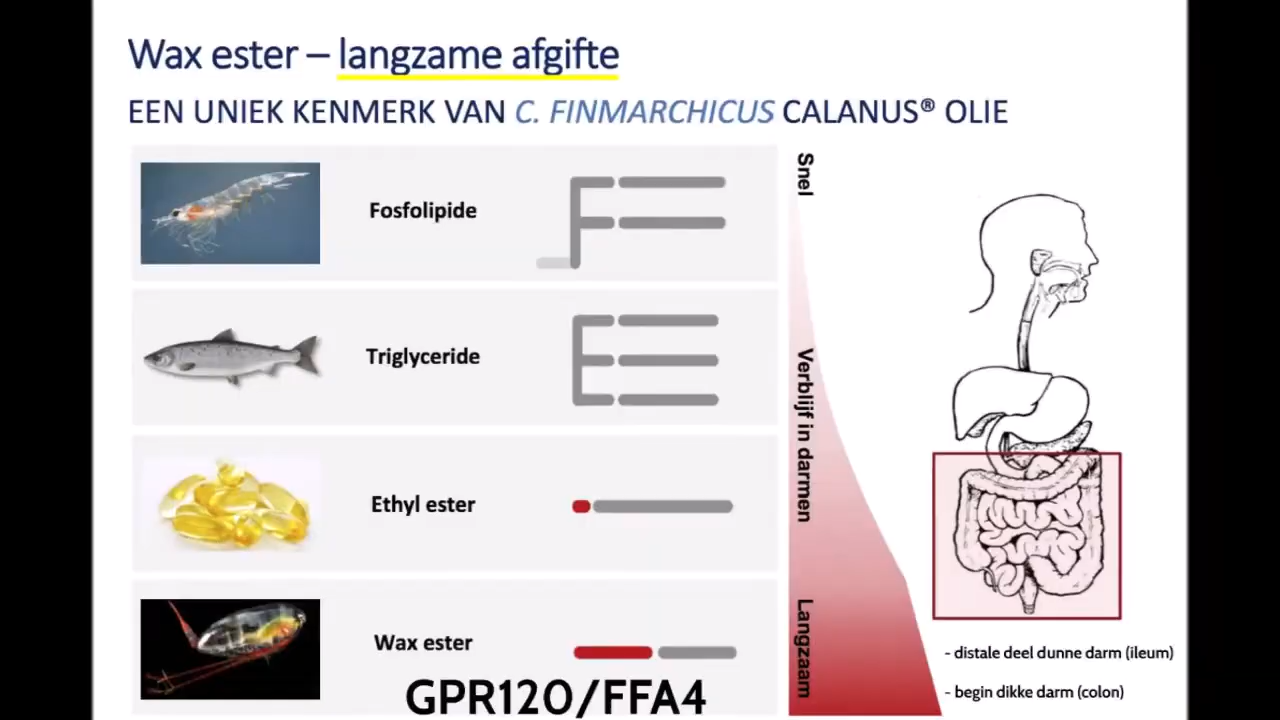 Wax ester – langzame afgifte
EEN UNIEK KENMERK VAN C. FINMARCHICUS CALANUS® OLIE
Fosfolipide
Triglyceride
Ethyl ester
Wax ester
GPR120/FFA4
Snel
Verblijf in darmen
Langzaam
- distale deel dunne darm (ileum)
- begin dikke darm (colon)